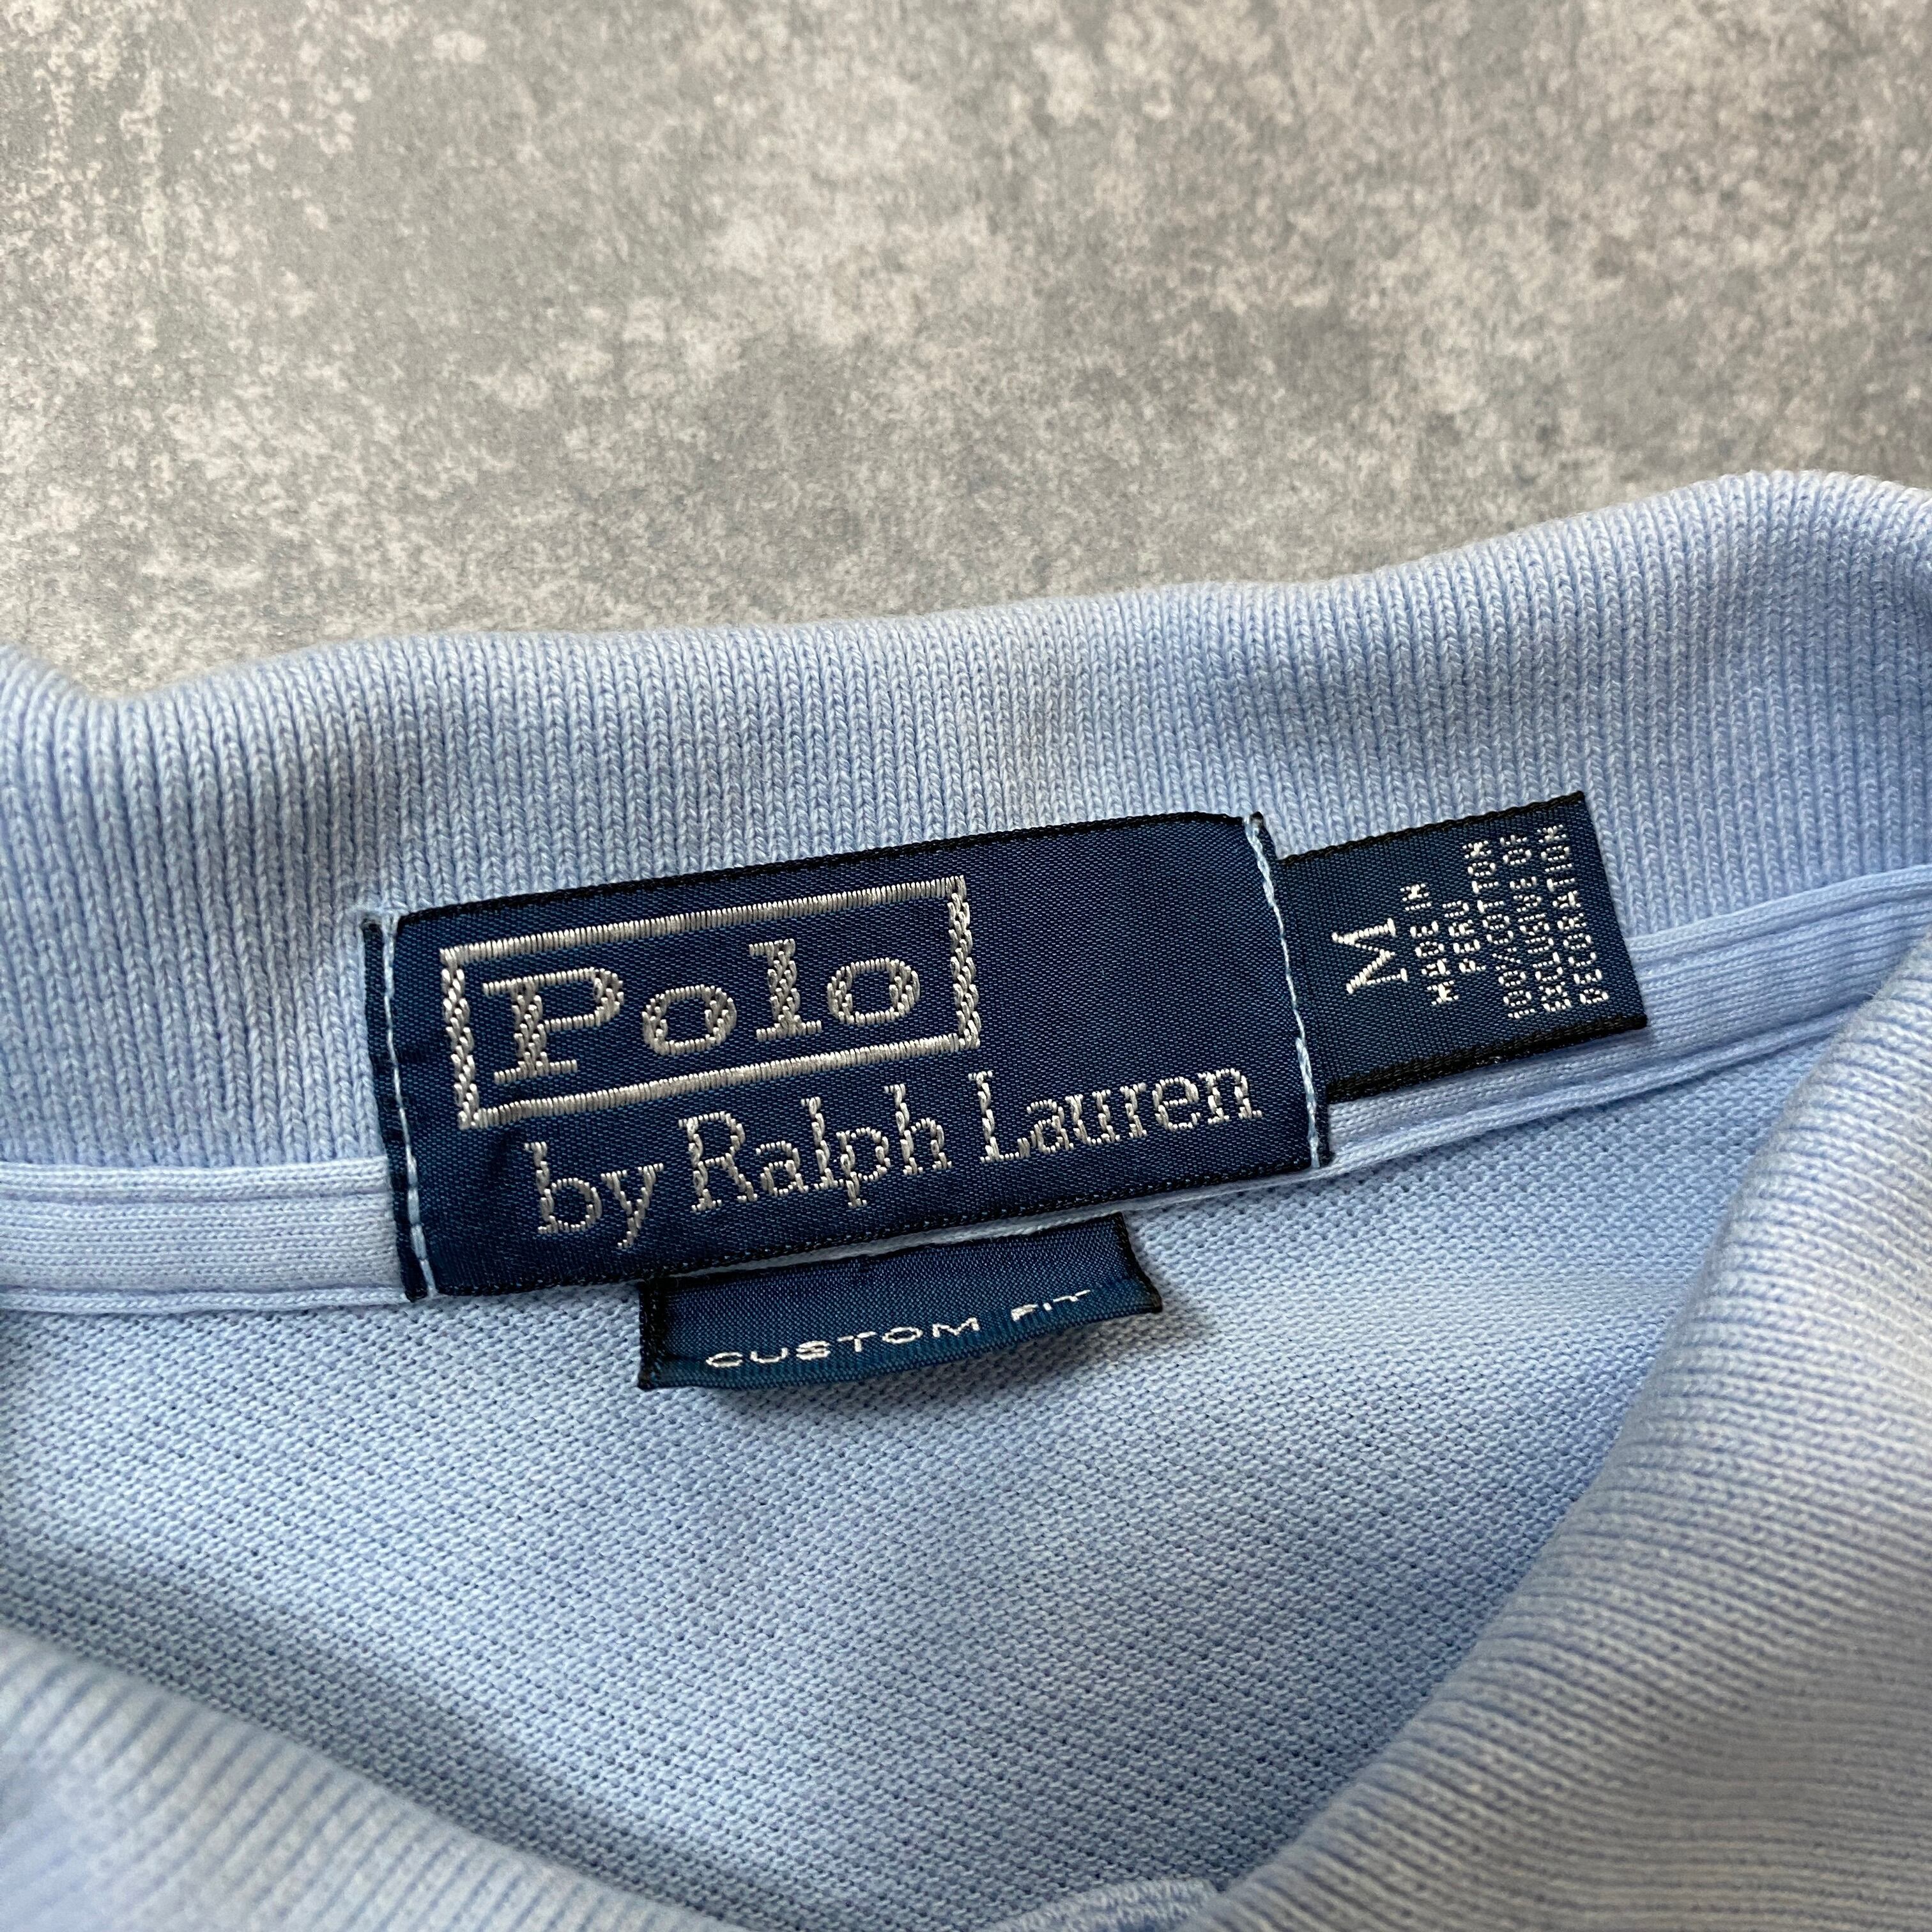 Polo
by Ralph Lauren
M
MADE IN
PERU
100% COTTON
EXCLUSIVE OF
DECORATION
CUSTOM FIT